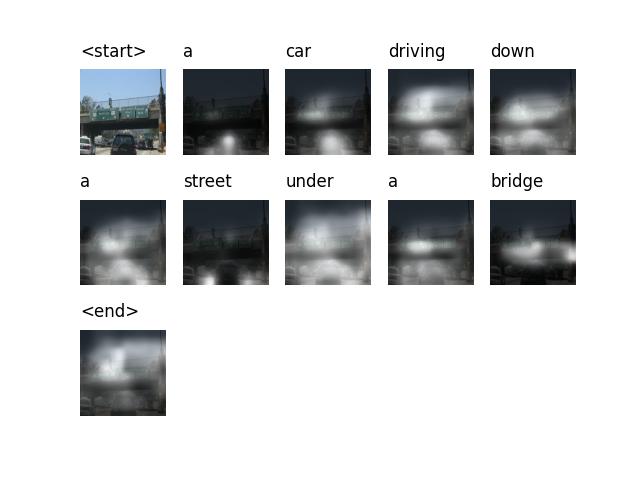 <start> a car driving down
a street under a bridge
<end>